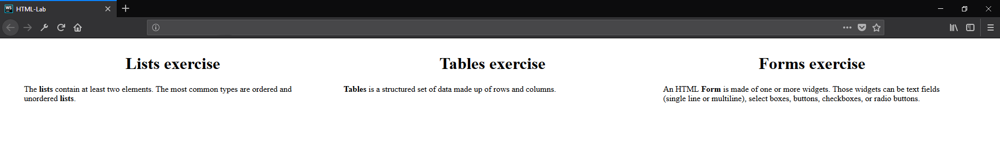 WS HTML-Lab
Lists exercise
The lists contain at least two elements. The most common types are ordered and
unordered lists.
Tables exercise
Tables is a structured set of data made up of rows and columns.
Forms exercise
An HTML Form is made of one or more widgets. Those widgets can be text fields
(single line or multiline), select boxes, buttons, checkboxes, or radio buttons.